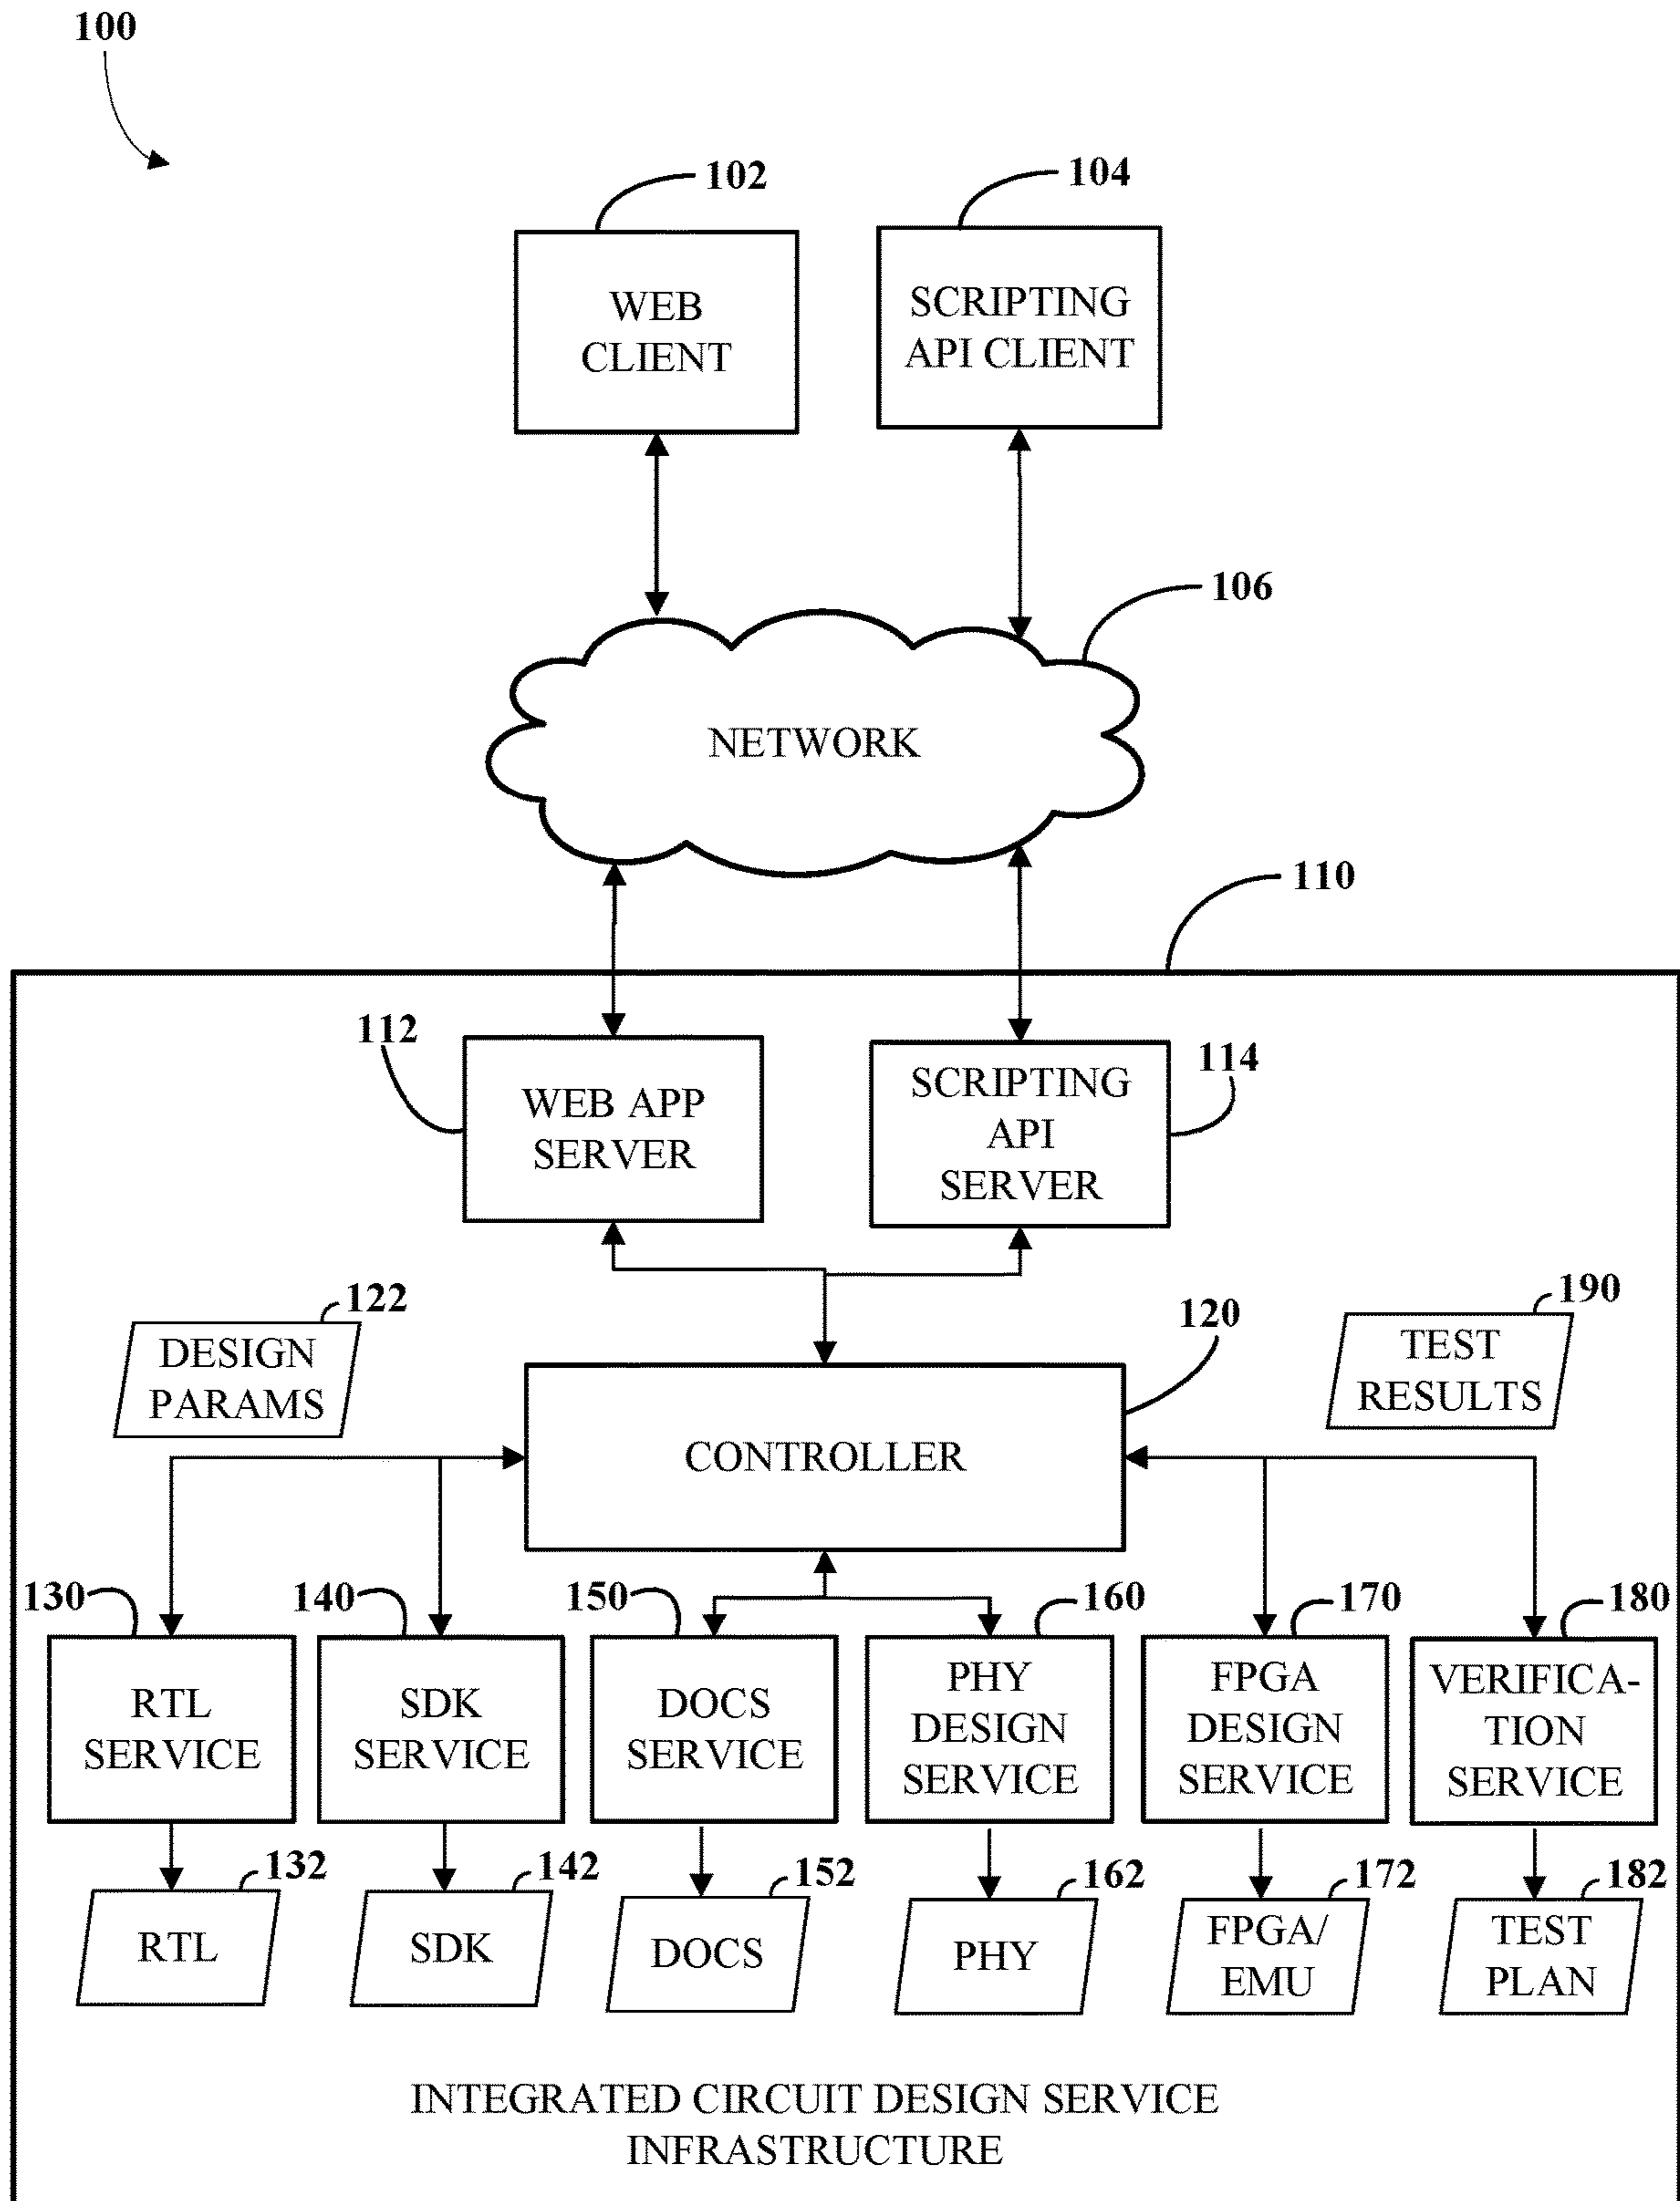 100
102
104
WEB
CLIENT
SCRIPTING
API CLIENT
106
NETWORK
110
112
WEB APP
SERVER
SCRIPTING
API
SERVER
114
122
DESIGN
PARAMS
120
190
TEST
RESULTS
CONTROLLER
130
140
150
160
170
180
RTL
SERVICE
SDK
SERVICE
DOCS
SERVICE
PHY
DESIGN
SERVICE
FPGA
DESIGN
SERVICE
VERIFICA-
TION
SERVICE
132
142
152
162
172
182
RTL
SDK
DOCS
PHY
FPGA/
EMU
TEST
PLAN
INTEGRATED CIRCUIT DESIGN SERVICE
INFRASTRUCTURE